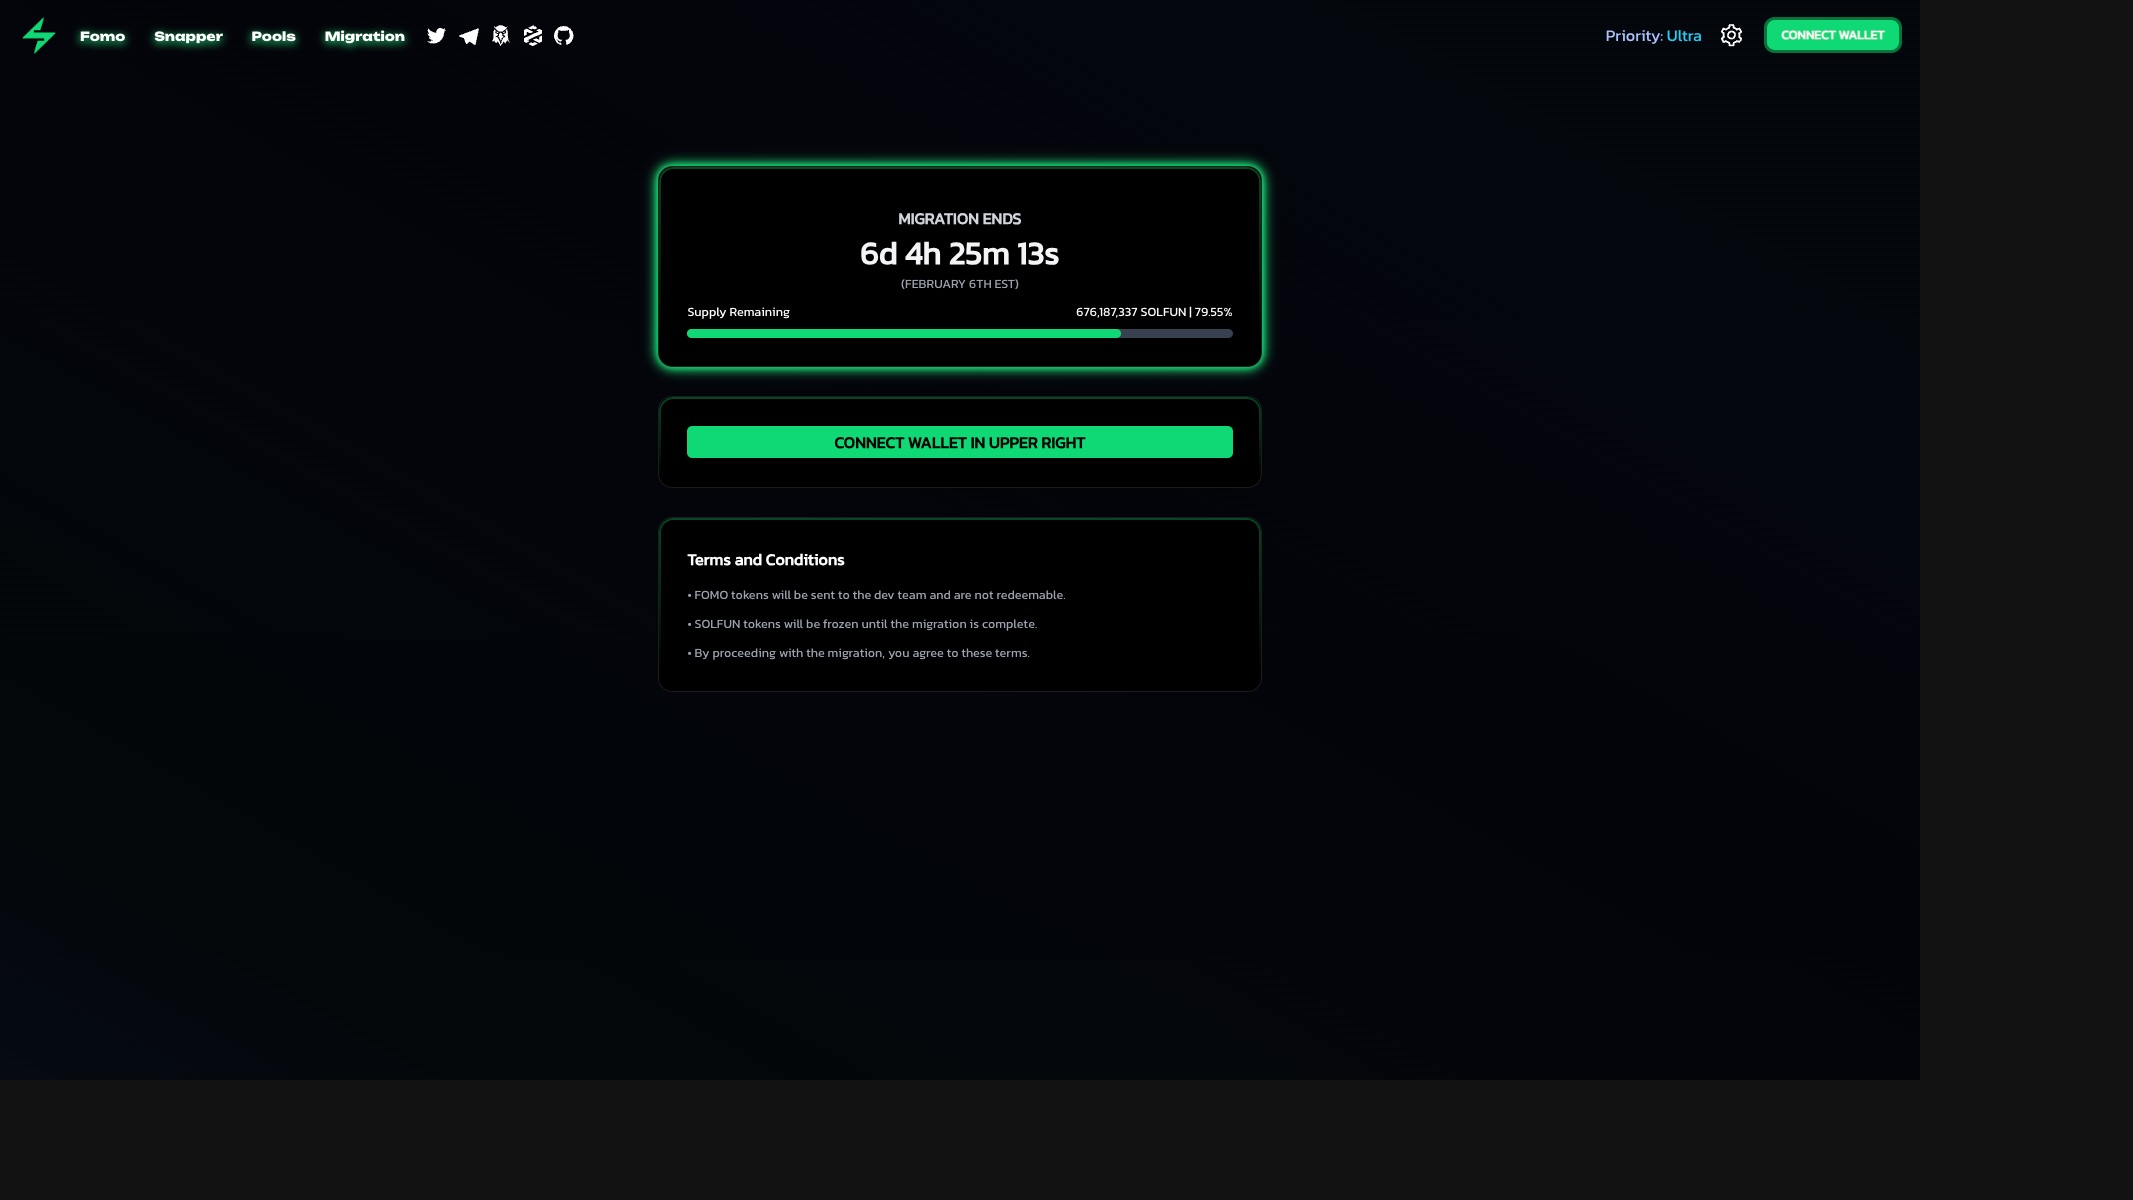 Fomo Snapper Pools Migration Priority: Ultra CONNECT WALLET
MIGRATION ENDS
6d 4h 25m 13s
(FEBRUARY 6TH EST)
Supply Remaining 676,187,337 SOLFUN | 79.55%
CONNECT WALLET IN UPPER RIGHT
Terms and Conditions
• FOMO tokens will be sent to the dev team and are not redeemable.
• SOLFUN tokens will be frozen until the migration is complete.
• By proceeding with the migration, you agree to these terms.